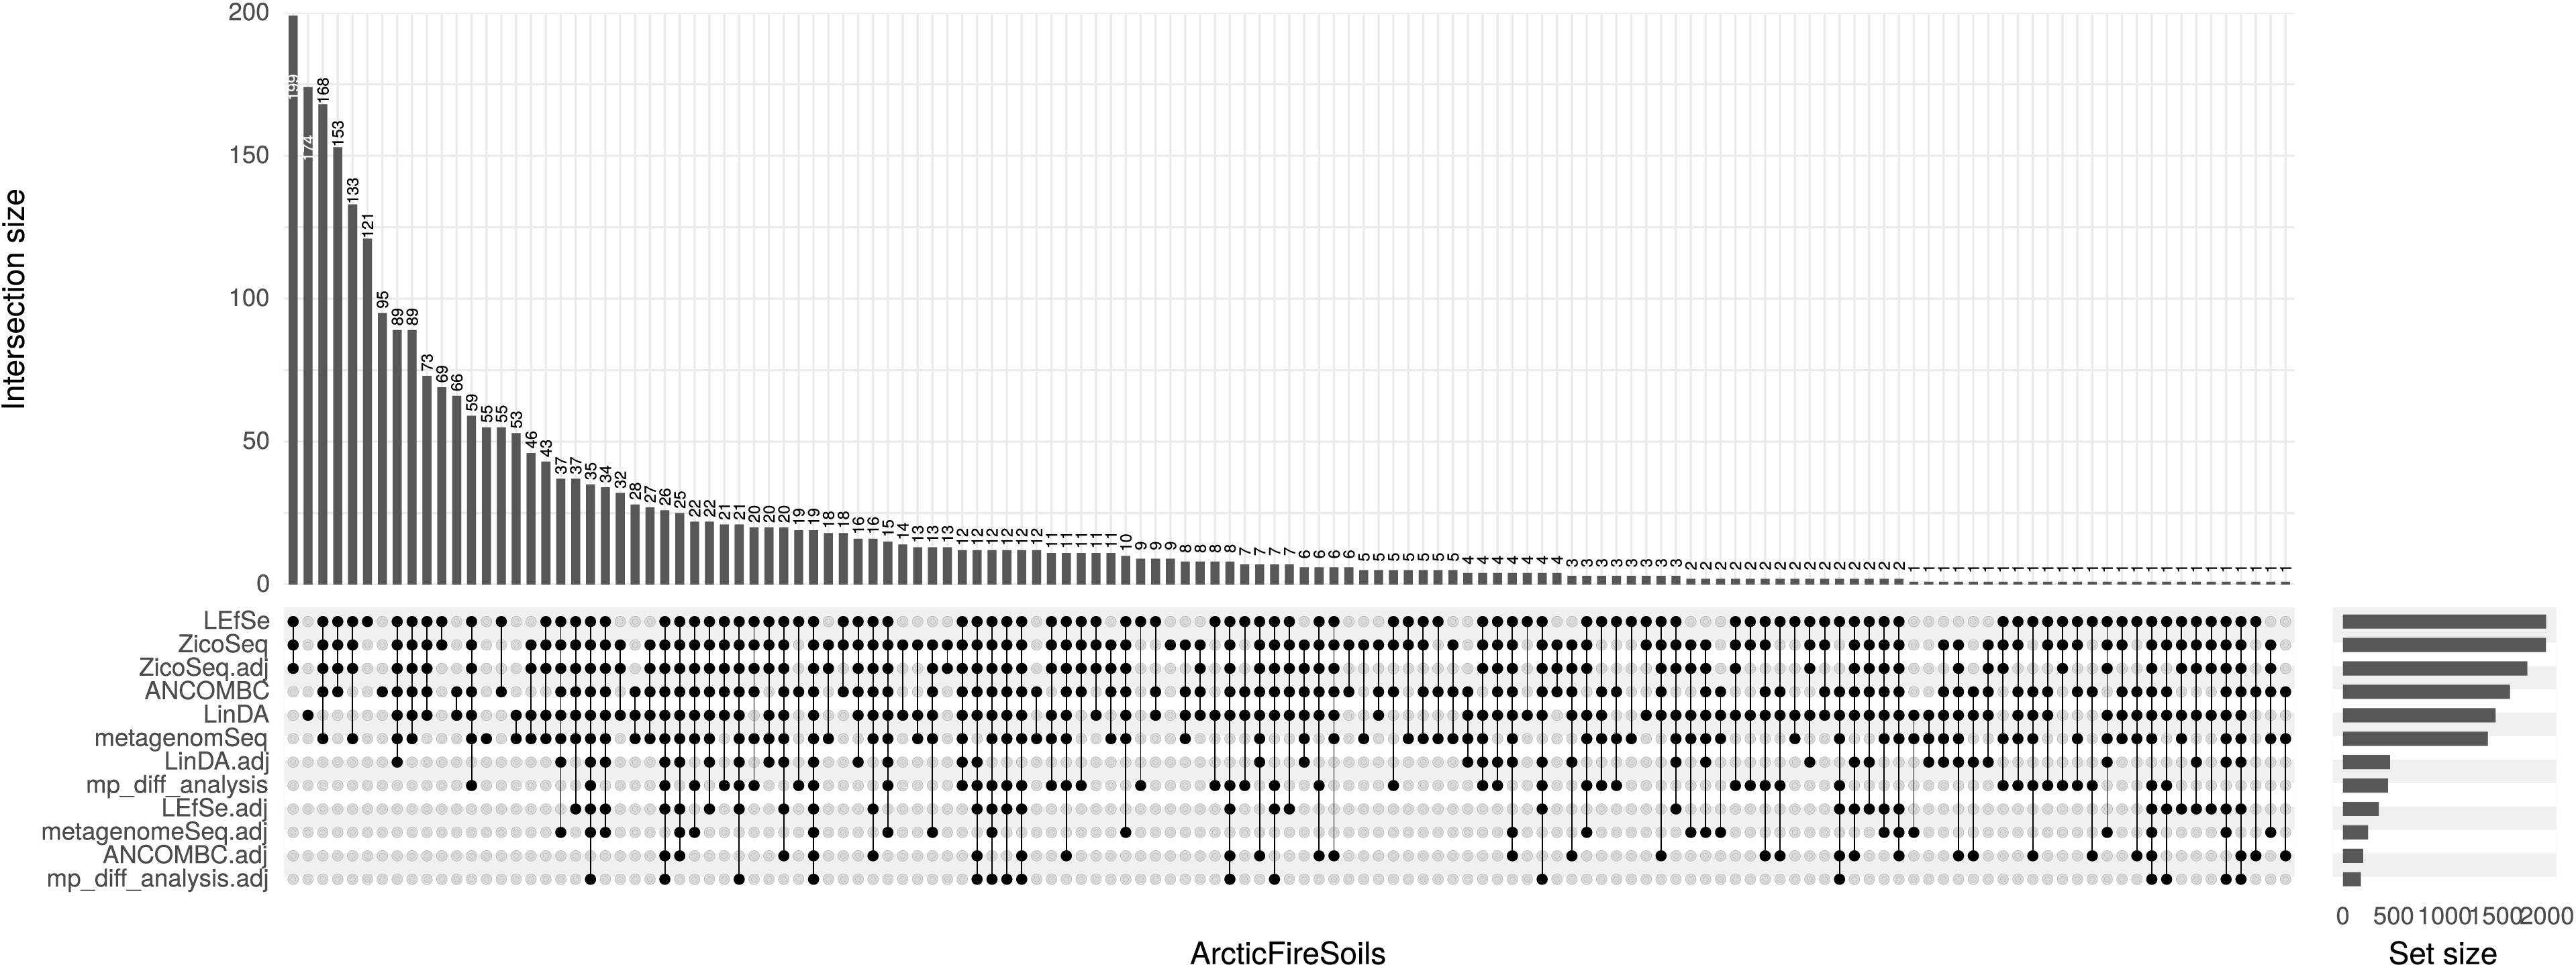 Intersection size
200
150
100
50
0
199 174 168 153 133 121 95 89 89 73 69 66 59 55 55 53 46 43 37 37 35 34 32 28 27 26 25 22 22 21 21 20 20 20 19 19 18 18 16 16 15 14 13 13 13 12 12 12 12 12 12 11 11 11 11 11 10 9 9 9 8 8 8 8 7 7 7 7 6 6 6 6 5 5 5 5 5 5 5 4 4 4 4 4 4 4 3 3 3 3 3 3 3 3 2 2 2 2 2 2 2 2 2 2 2 2 2 2 2 1 1 1 1 1 1 1 1 1 1 1 1 1 1 1 1 1 1 1 1 1 1 1 1 1 1
LEfSe
ZicoSeq
ZicoSeq.adj
ANCOMBC
LinDA
metagenomSeq
LinDA.adj
mp_diff_analysis
LEfSe.adj
metagenomeSeq.adj
ANCOMBC.adj
mp_diff_analysis.adj
0 500 1000 1500 2000
ArcticFireSoils
Set size